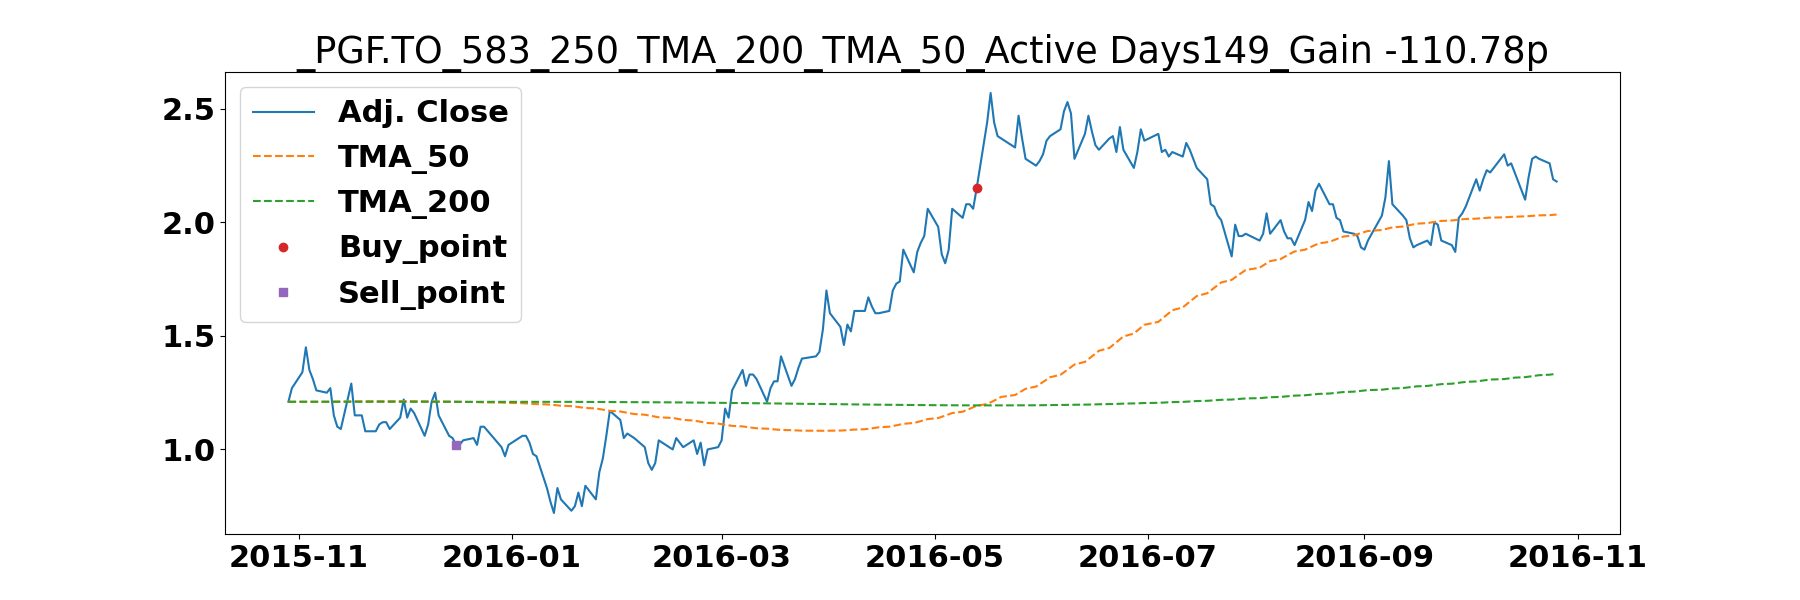 _PGF.TO_583_250_TMA_200_TMA_50_Active Days149_Gain -110.78p
2.5
2.0
1.5
1.0
Adj. Close
TMA_50
TMA_200
Buy_point
Sell_point
2015-11 2016-01 2016-03 2016-05 2016-07 2016-09 2016-11